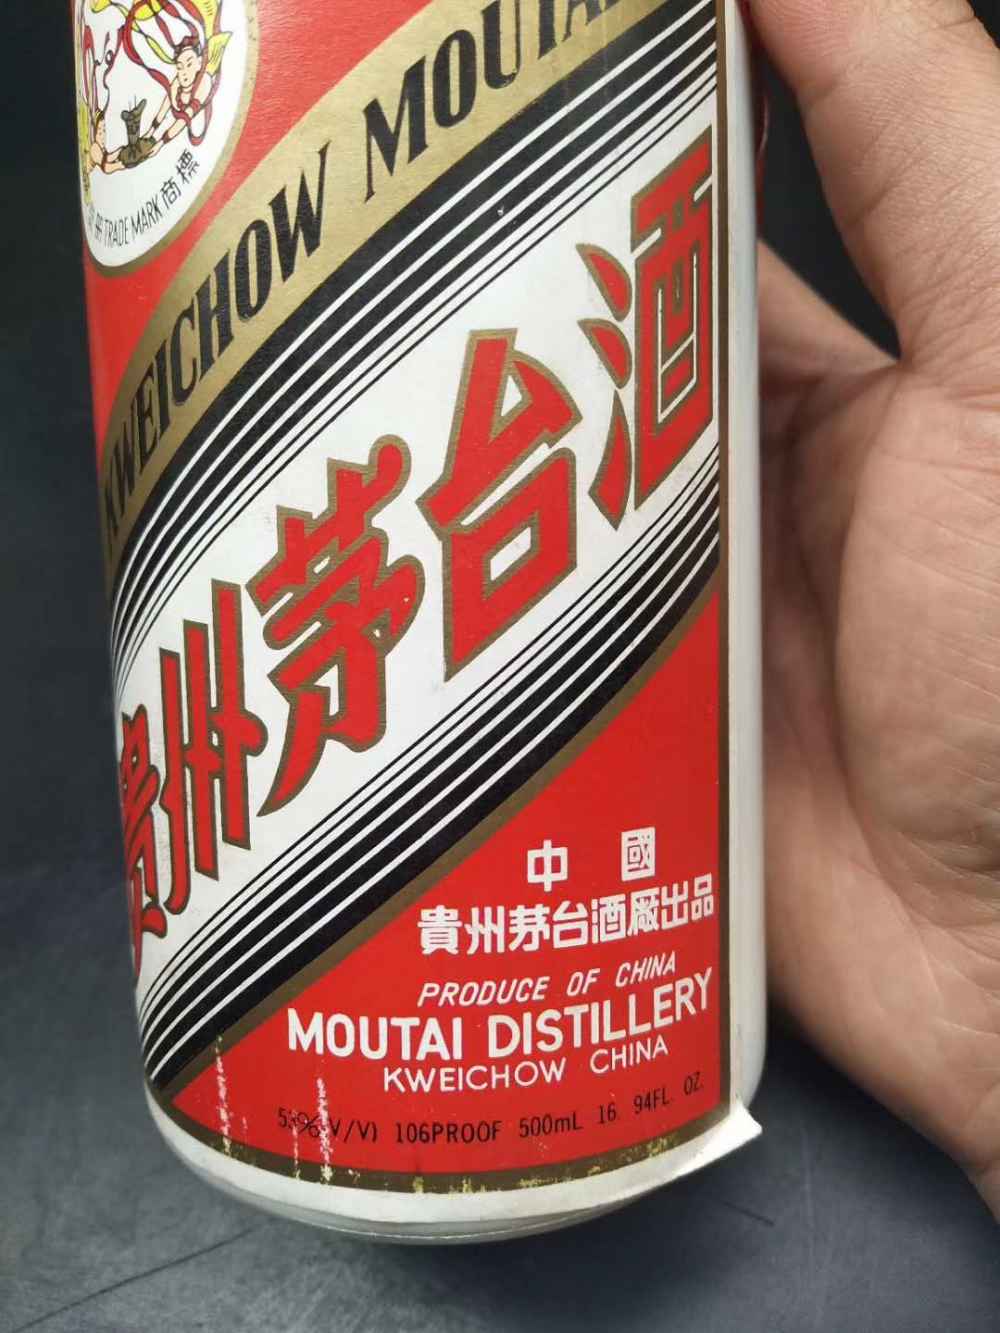 TRADE MARK 商標
KWEICHOW MOUTA
貴州茅台酒
中國
貴州茅台酒廠出品
PRODUCE OF CHINA
MOUTAI DISTILLERY
KWEICHOW CHINA
53% (V/V) 106PROOF 500mL 16. 94FL. OZ.